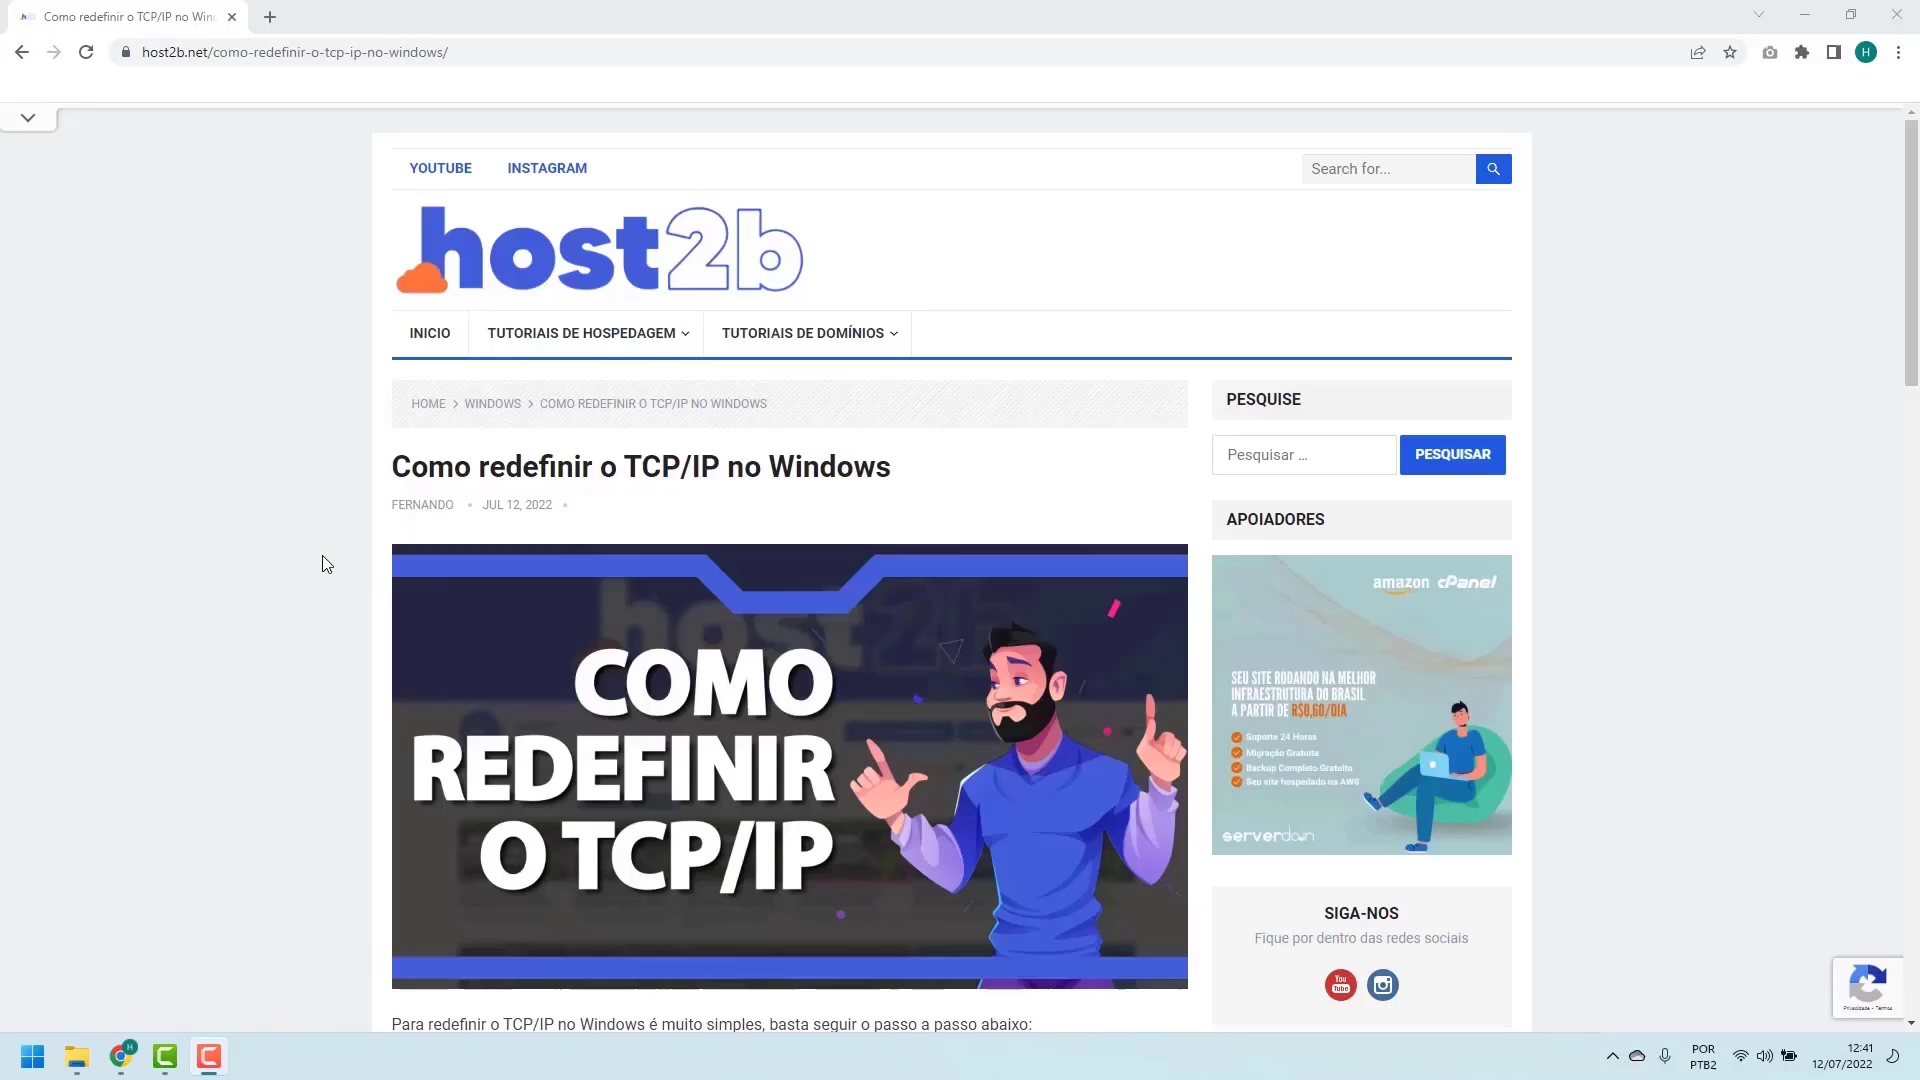 Como redefinir o TCP/IP no Win
host2b.net/como-redefinir-o-tcp-ip-no-windows/
H
YOUTUBE INSTAGRAM
Search for...
host2b
INICIO TUTORIAIS DE HOSPEDAGEM TUTORIAIS DE DOMÍNIOS
HOME > WINDOWS > COMO REDEFINIR O TCP/IP NO WINDOWS
Como redefinir o TCP/IP no Windows
FERNANDO • JUL 12, 2022 •
host2b
COMO
REDEFINIR
O TCP/IP
Para redefinir o TCP/IP no Windows é muito simples, basta seguir o passo a passo abaixo:
PESQUISE
Pesquisar ...
PESQUISAR
APOIADORES
amazon cPanel
SEU SITE RODANDO NA MELHOR
INFRAESTRUTURA DO BRASIL
A PARTIR DE R$0,60/DIA
Suporte 24 Horas
Migração Gratuita
Backup Completo Gratuito
Seu site hospedado na AWS
serverdo.in
SIGA-NOS
Fique por dentro das redes sociais
You
Tube
Privacidade - Termos
H
POR
PTB2
12:41
12/07/2022